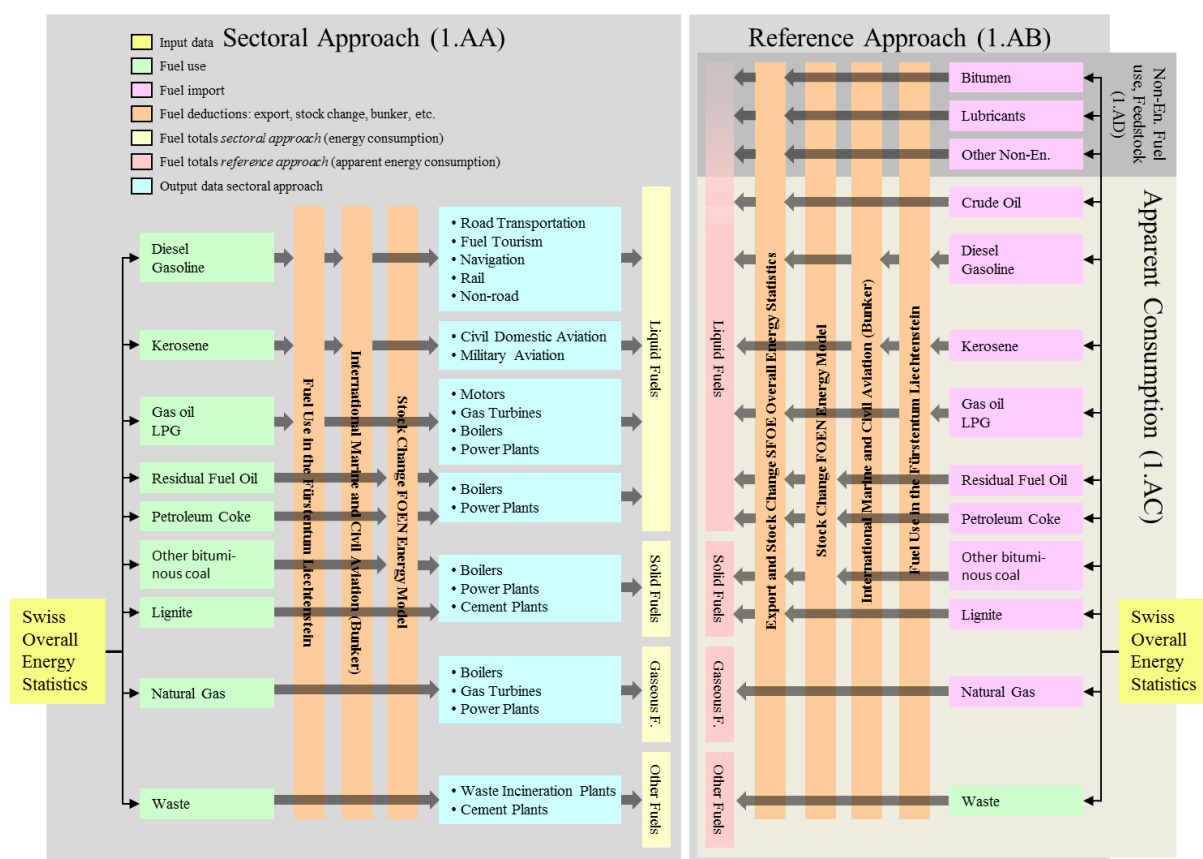 Sectoral Approach (1.AA)
Input data
Fuel use
Fuel import
Fuel deductions: export, stock change, bunker, etc.
Fuel totals sectoral approach (energy consumption)
Fuel totals reference approach (apparent energy consumption)
Output data sectoral approach
Swiss
Overall
Energy
Statistics
Diesel
Gasoline
Kerosene
Gas oil
LPG
Residual Fuel Oil
Petroleum Coke
Other bitumi-
nous coal
Lignite
Natural Gas
Waste
Fuel Use in the Fürstentum Liechtenstein
International Marine and Civil Aviation (Bunker)
Stock Change FOEN Energy Model
• Road Transportation
• Fuel Tourism
• Navigation
• Rail
• Non-road
• Civil Domestic Aviation
• Military Aviation
• Motors
• Gas Turbines
• Boilers
• Power Plants
• Boilers
• Power Plants
• Boilers
• Power Plants
• Cement Plants
• Boilers
• Gas Turbines
• Power Plants
• Waste Incineration Plants
• Cement Plants
Liquid Fuels
Solid Fuels
Gaseous F.
Other Fuels
Reference Approach (1.AB)
Liquid Fuels
Solid Fuels
Gaseous F.
Other Fuels
Export and Stock Change SFOE Overall Energy Statistics
Stock Change FOEN Energy Model
International Marine and Civil Aviation (Bunker)
Fuel Use in the Fürstentum Liechtenstein
Bitumen
Lubricants
Other Non-En.
Crude Oil
Diesel
Gasoline
Kerosene
Gas oil
LPG
Residual Fuel Oil
Petroleum Coke
Other bitumi-
nous coal
Lignite
Natural Gas
Waste
Non-En. Fuel
use, Feedstock
(1.AD)
Apparent Consumption (1.AC)
Swiss
Overall
Energy
Statistics